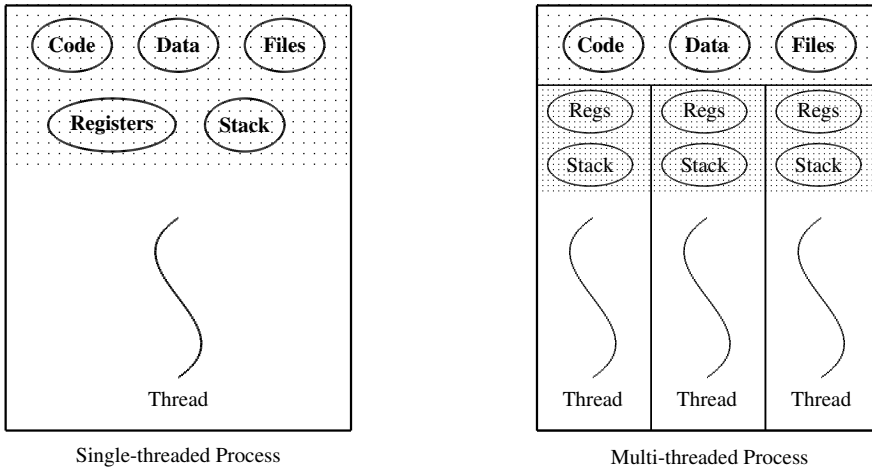 Code Data Files
Registers Stack
Thread
Single-threaded Process
Code Data Files
Regs Regs Regs
Stack Stack Stack
Thread Thread Thread
Multi-threaded Process